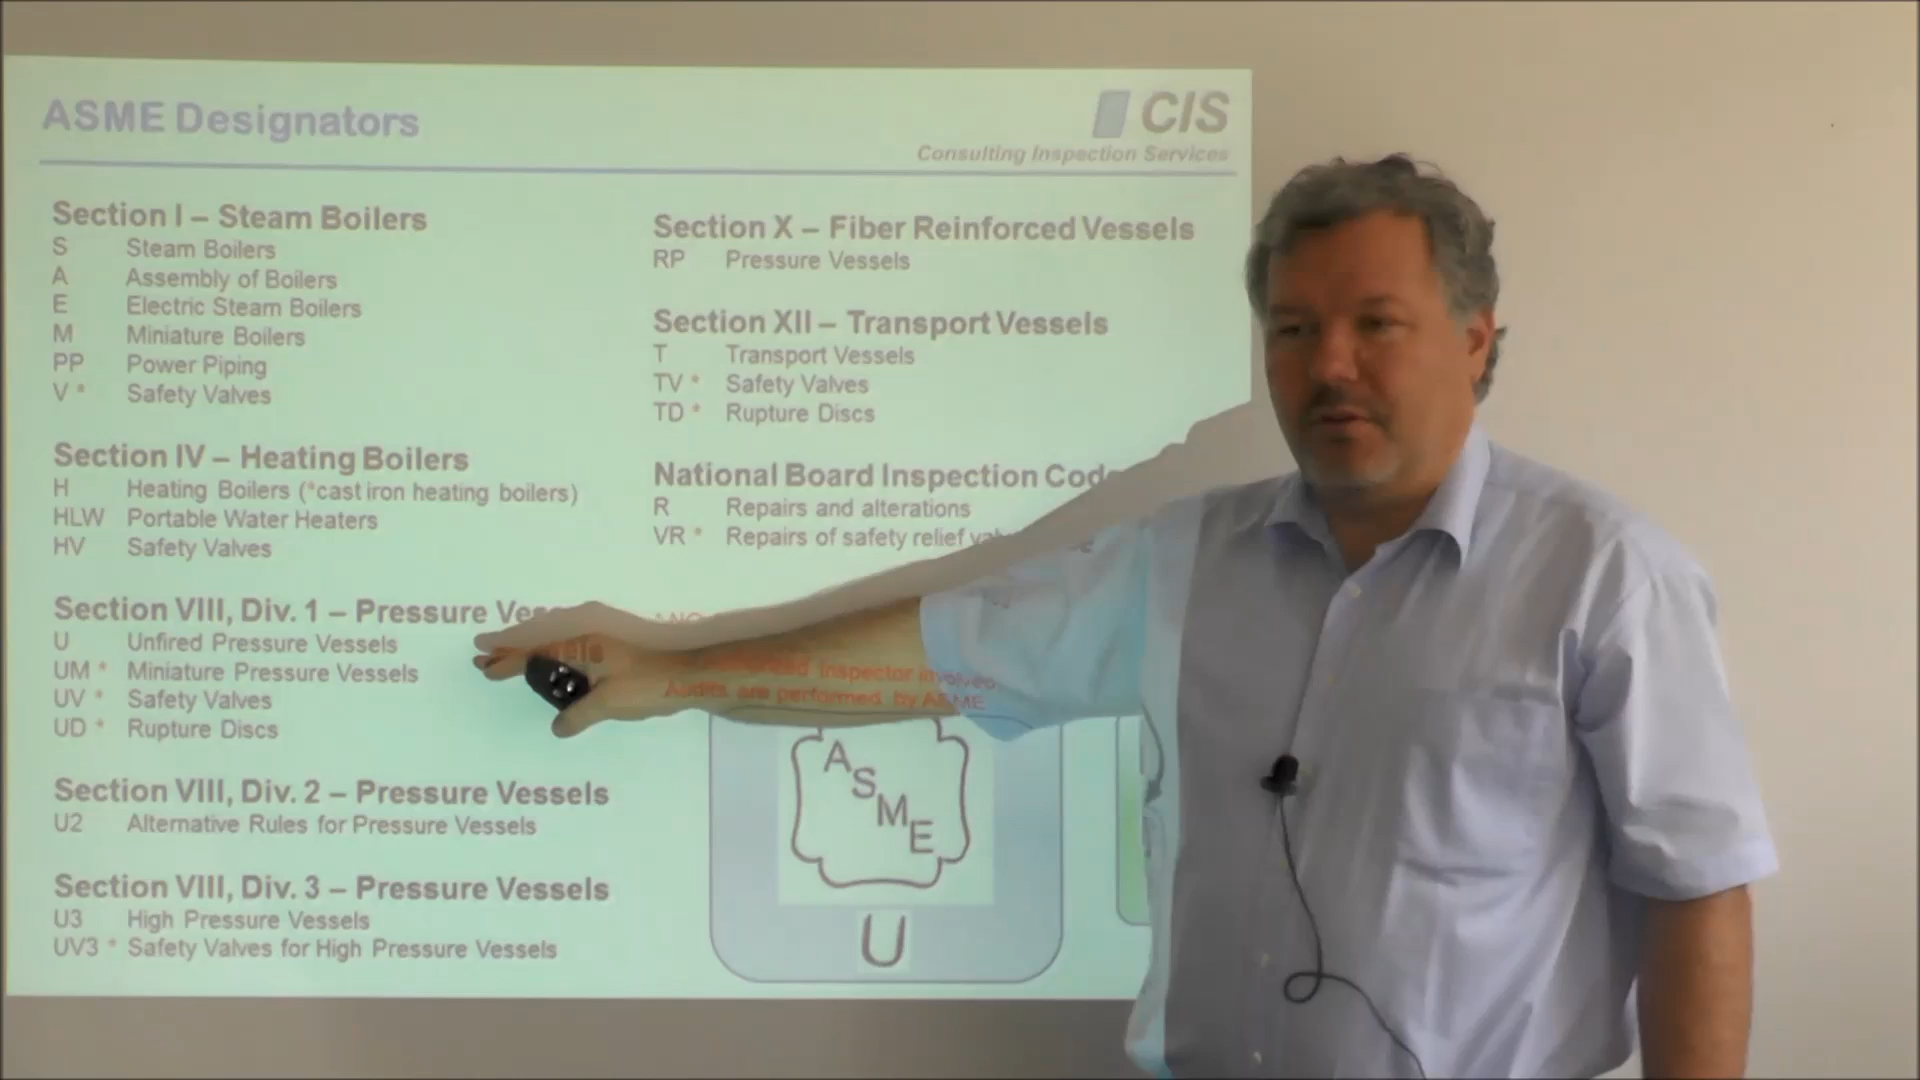 ASME Designators
CIS
Consulting Inspection Services
Section I – Steam Boilers
S Steam Boilers
A Assembly of Boilers
E Electric Steam Boilers
M Miniature Boilers
PP Power Piping
V * Safety Valves
Section IV – Heating Boilers
H Heating Boilers (*cast iron heating boilers)
HLW Portable Water Heaters
HV Safety Valves
Section VIII, Div. 1 – Pressure
U Unfired Pressure Vessels
UM * Miniature Pressure Vessels
UV * Safety Valves
UD * Rupture Discs
Section VIII, Div. 2 – Pressure Vessels
U2 Alternative Rules for Pressure Vessels
Section VIII, Div. 3 – Pressure Vessels
U3 High Pressure Vessels
UV3 * Safety Valves for High Pressure Vessels
Section X – Fiber Reinforced Vessels
RP Pressure Vessels
Section XII – Transport Vessels
T Transport Vessels
TV * Safety Valves
TD * Rupture Discs
National Board Inspection Code
R Repairs and alterations
VR * Repairs of safety relief
Inspector involved
Audits are performed by ASME
ASME
U